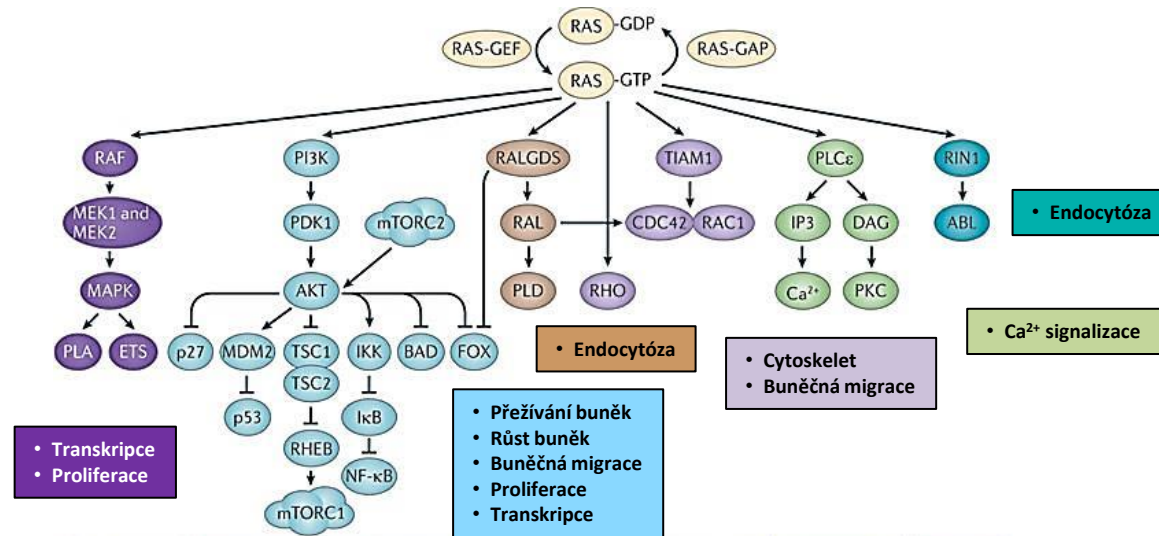 RAS -GDP
RAS-GEF
RAS-GAP
RAS -GTP
RAF
PI3K
RALGDS
TIAM1
PLCε
RIN1
MEK1 and
MEK2
PDK1
mTORC2
RAL
CDC42
RAC1
IP3
DAG
ABL
• Endocytóza
MAPK
AKT
PLD
RHO
Ca²⁺
PKC
PLA
ETS
p27
MDM2
TSC1
TSC2
IKK
BAD
FOX
• Endocytóza
• Cytoskelet
• Buněčná migrace
• Ca²⁺ signalizace
p53
IκB
RHEB
NF-κB
mTORC1
• Transkripce
• Proliferace
• Přežívání buněk
• Růst buněk
• Buněčná migrace
• Proliferace
• Transkripce